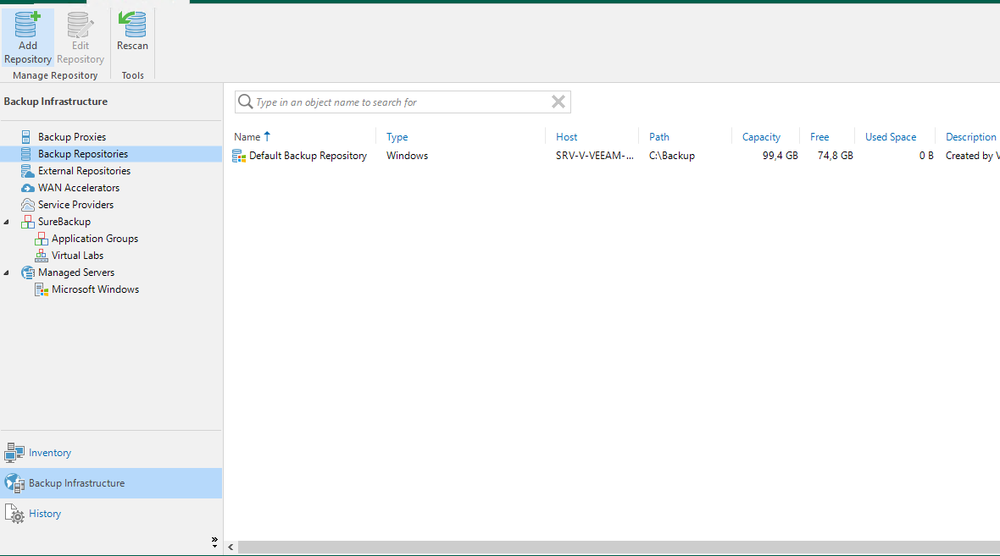 Add Repository
Edit Repository
Rescan
Manage Repository
Tools
Backup Infrastructure
Type in an object name to search for
Backup Proxies
Backup Repositories
External Repositories
WAN Accelerators
Service Providers
SureBackup
Application Groups
Virtual Labs
Managed Servers
Microsoft Windows
Name Type Host Path Capacity Free Used Space Description
Default Backup Repository Windows SRV-V-VEEAM-... C:\Backup 99,4 GB 74,8 GB 0 B Created by V
Inventory
Backup Infrastructure
History